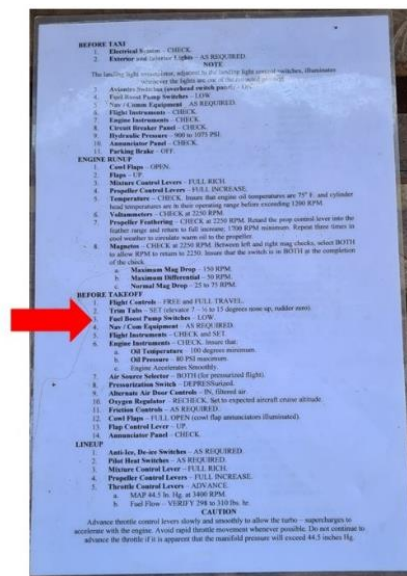 BEFORE TAXI
1. Electrical System – CHECK.
2. Exterior and Interior Lights – AS REQUIRED.
NOTE
The landing light annunciator, adjacent to the landing light control switches, illuminates
whenever the lights are out of the
3. Avionics Switches (overhead switch panel)
4. Fuel Boost Pump Switches – LOW
5. Nav / Comm Equipment – AS REQUIRED.
6. Flight Instruments – CHECK.
7. Engine Instruments – CHECK.
8. Circuit Breaker Panel – CHECK.
9. Hydraulic Pressure – 900 to 1075 PSI.
10. Annunciator Panel – CHECK.
11. Parking Brake – OFF.
ENGINE RUNUP
1. Cowl Flaps – OPEN.
2. Flaps – UP.
3. Mixture Control Levers – FULL RICH.
4. Propeller Control Levers – FULL INCREASE.
5. Temperature – CHECK. Insure that engine oil temperatures are 75° F. and cylinder
head temperatures are in their operating range before exceeding 1200 RPM.
6. Voltammeters – CHECK at 2250 RPM.
7. Propeller Feathering – CHECK at 2250 RPM. Retard the prop control lever into the
feather range and return to full increase; 1700 RPM minimum. Repeat three times in
cool weather to circulate warm oil to the propeller.
8. Magnetos – CHECK at 2250 RPM. Between left and right mag checks, select BOTH
to allow RPM to return to 2250. Insure that the switch is in BOTH at the completion
of the check.
a. Maximum Mag Drop – 150 RPM.
b. Maximum Differential – 50 RPM.
c. Normal Mag Drop – 25 to 75 RPM.
BEFORE TAKEOFF
1. Flight Controls – FREE and FULL TRAVEL.
2. Trim Tabs – SET (elevator 7 – ½ to 15 degrees nose up, rudder
3. Fuel Boost Pump Switches – LOW.
4. Nav / Com Equipment – AS REQUIRED.
5. Flight Instruments – CHECK and SET.
6. Engine Instruments – CHECK. Insure that:
a. Oil Temperature – 100 degrees minimum.
b. Oil Pressure – 80 PSI maximum.
c. Engine Accelerates Smoothly.
7. Air Source Selector – BOTH (for pressurized flight).
8. Pressurization Switch – DEPRESSurized.
9. Alternate Air Door Controls – IN, filtered air
10. Oxygen Regulator – RECHECK. Set to expected aircraft cruise altitude.
11. Friction Controls – AS REQUIRED.
12. Cowl Flaps – FULL OPEN (cowl flap annunciators illuminated).
13. Flap Control Lever – UP.
14. Annunciator Panel – CHECK.
LINEUP
1. Anti-Ice, De-ice Switches – AS REQUIRED.
2. Pitot Heat Switches – AS REQUIRED.
3. Mixture Control Lever – FULL RICH.
4. Propeller Control Levers – FULL INCREASE.
5. Throttle Control Levers – ADVANCE.
a. MAP 44.5 In. Hg. at 3400 RPM.
b. Fuel Flow – VERIFY 298 to 310 lbs. hr.
CAUTION
Advance throttle control levers slowly and smoothly to allow the turbo – superchargers to
accelerate with the engine. Avoid rapid throttle movement whenever possible. Do not continue to
advance the throttle if it is apparent that the manifold pressure will exceed 44.5 inches Hg.